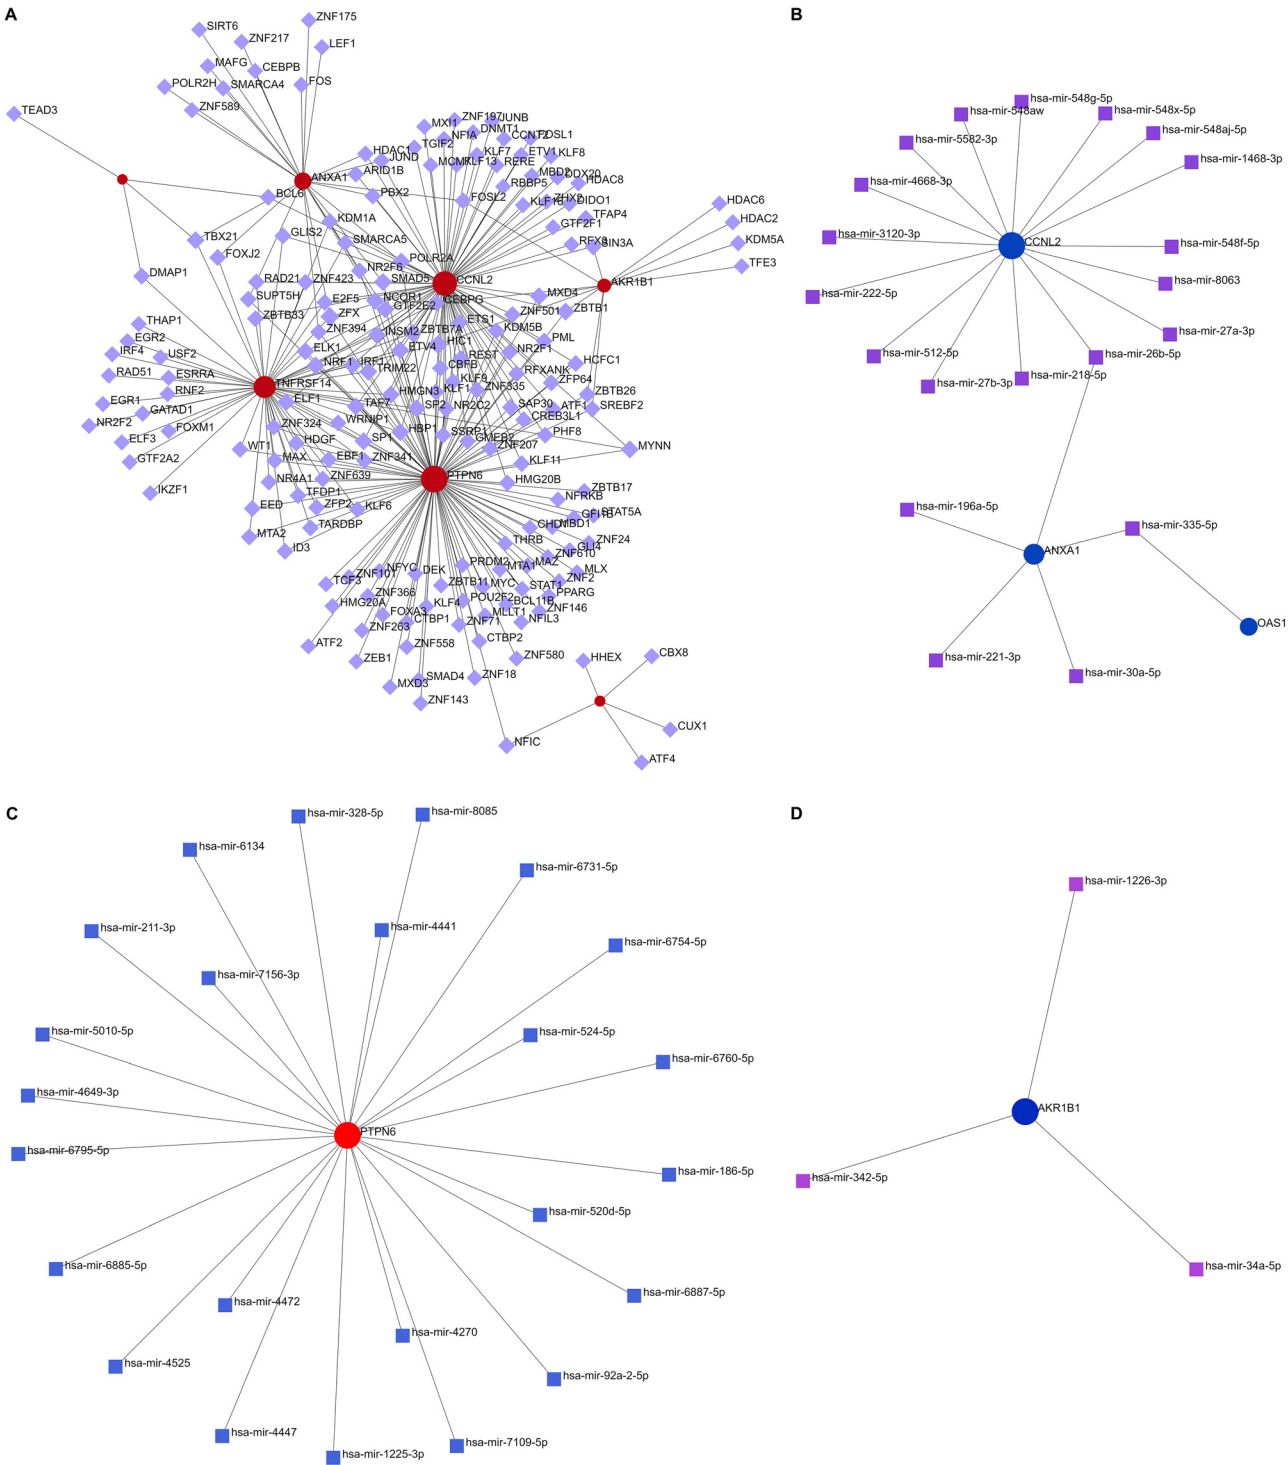 A
ZNF175
SIRT6
ZNF217
LEF1
MAFG
CEBPB
POLR2H
SMARCA4
FOS
ZNF589
TEAD3
ANXA1
BCL6
TBX21
FOXJ2
DMAP1
GLIS2
HDAC1
JUND
ARID1B
PBX2
KDM1A
SMARCA5
POLR2A
MXI1
ZNF197
JUNB
NFIA
DNMT1
TGIF2
CCNT2
FOSL1
KLF7
ETV1
KLF8
KLF13
RERE
MBD2
DDX20
RBBP5
HDAC8
FOSL2
ZHX2
DIDO1
TFAP4
GTF2F1
SIN3A
HDAC6
HDAC2
KDM5A
TFE3
AKR1B1
RAD21
ZNF423
NR2F6
SMAD5
CCNL2
SUPT5H
E2F5
NCOR1
GTF2E2
CEBPG
MXD4
ZBTB33
ZFX
ZNF501
ZBTB1
ZNF394
INSM2
ZBTB7A
ETS1
KDM5B
HIC1
PML
ELK1
ETV4
NR2F1
NRF1
IRF1
TRIM22
REST
CBFB
RFXANK
HCFC1
THAP1
EGR2
IRF4
USF2
RAD51
ESRRA
RNF2
EGR1
GATAD1
NR2F2
FOXM1
ELF3
GTF2A2
IKZF1
TNFRSF14
ELF1
KLF9
KLF1
ZNF335
ZFP64
HMGN3
ZBTB26
TAF7
SP2
NR2C2
SAP30
ATF1
SREBF2
WRNIP1
CREB3L1
ZNF324
HBP1
SSRP1
GMEB2
PHF8
WT1
HDGF
SP1
ZNF207
MYNN
MAX
EBF1
ZNF341
KLF11
NR4A1
ZNF639
PTPN6
HMG20B
TFDP1
ZBTB17
EED
ZFP2
KLF6
NFRKB
TARDBP
GFI1B
STAT5A
MTA2
CHD1
MBD1
ID3
THRB
ZNF24
GLI4
ZNF610
PRDM2
MAZ
MTA1
MLX
TCF3
ZNF101
NFYC
DEK
ZBTB11
MYC
STAT1
ZNF2
PPARG
HMG20A
ZNF366
KLF4
POU2F2
BCL11B
FOXA3
MLLT1
ZNF146
ZNF263
CTBP1
ZNF71
NFIL3
ATF2
ZNF558
CTBP2
ZEB1
ZNF580
MXD3
SMAD4
ZNF18
ZNF143
HHEX
CBX8
NFIC
CUX1
ATF4
B
hsa-mir-548g-5p
hsa-mir-548aw
hsa-mir-548x-5p
hsa-mir-5582-3p
hsa-mir-548aj-5p
hsa-mir-1468-3p
hsa-mir-4668-3p
hsa-mir-3120-3p
CCNL2
hsa-mir-548f-5p
hsa-mir-8063
hsa-mir-222-5p
hsa-mir-27a-3p
hsa-mir-512-5p
hsa-mir-26b-5p
hsa-mir-218-5p
hsa-mir-27b-3p
hsa-mir-196a-5p
hsa-mir-335-5p
ANXA1
OAS1
hsa-mir-221-3p
hsa-mir-30a-5p
C
hsa-mir-328-5p
hsa-mir-8085
hsa-mir-6134
hsa-mir-6731-5p
hsa-mir-211-3p
hsa-mir-4441
hsa-mir-6754-5p
hsa-mir-7156-3p
hsa-mir-5010-5p
hsa-mir-524-5p
hsa-mir-6760-5p
hsa-mir-4649-3p
PTPN6
hsa-mir-6795-5p
hsa-mir-186-5p
hsa-mir-520d-5p
hsa-mir-6885-5p
hsa-mir-6887-5p
hsa-mir-4472
hsa-mir-4270
hsa-mir-4525
hsa-mir-92a-2-5p
hsa-mir-4447
hsa-mir-7109-5p
hsa-mir-1225-3p
D
hsa-mir-1226-3p
AKR1B1
hsa-mir-342-5p
hsa-mir-34a-5p